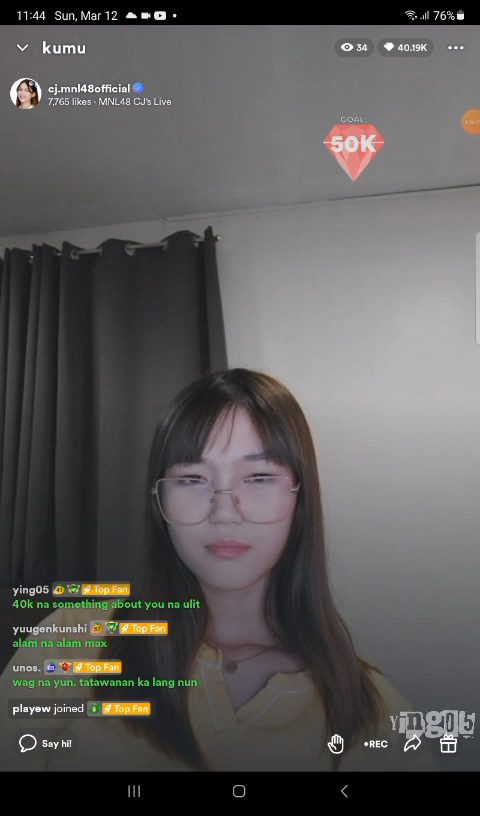 11:44 Sun, Mar 12 76%
kumu
34 40.19K
cj.mnl48official
7,765 likes · MNL48 CJ's Live
GOAL:
50K
ying05 Top Fan
40k na something about you na ulit
yuugenkunshi Top Fan
alam na alam max
unos. Top Fan
wag na yun. tatawanan ka lang nun
playew joined Top Fan
Ying05
Say hi!
•REC